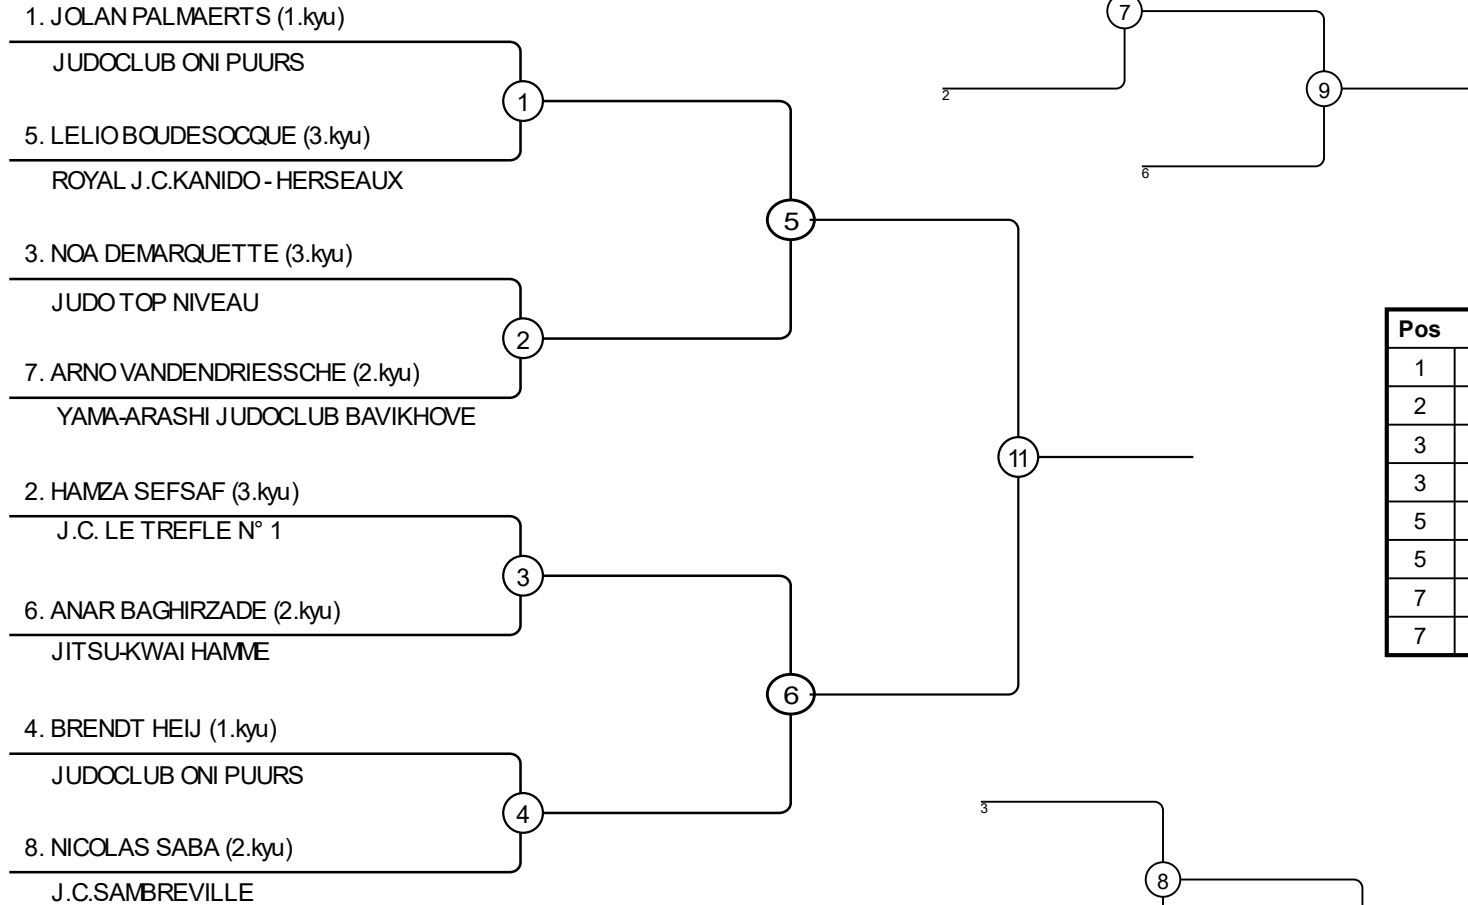 1. JOLAN PALMAERTS (1.kyu)
JUDOCLUB ONI PUURS
1
5. LELIO BOUDESOCQUE (3.kyu)
ROYAL J.C.KANIDO - HERSEAUX
5
3. NOA DEMARQUETTE (3.kyu)
JUDO TOP NIVEAU
2
7. ARNO VANDENDRIESSCHE (2.kyu)
YAMA-ARASHI JUDOCLUB BAVIKHOVE
11
2. HAMZA SEFSAF (3.kyu)
J.C. LE TREFLE N° 1
3
6. ANAR BAGHIRZADE (2.kyu)
JITSU-KWAI HAMME
6
4. BRENDT HEIJ (1.kyu)
JUDOCLUB ONI PUURS
4
8. NICOLAS SABA (2.kyu)
J.C.SAMBREVILLE
7
2
9
6
Pos
1
2
3
3
5
5
7
7
3
8